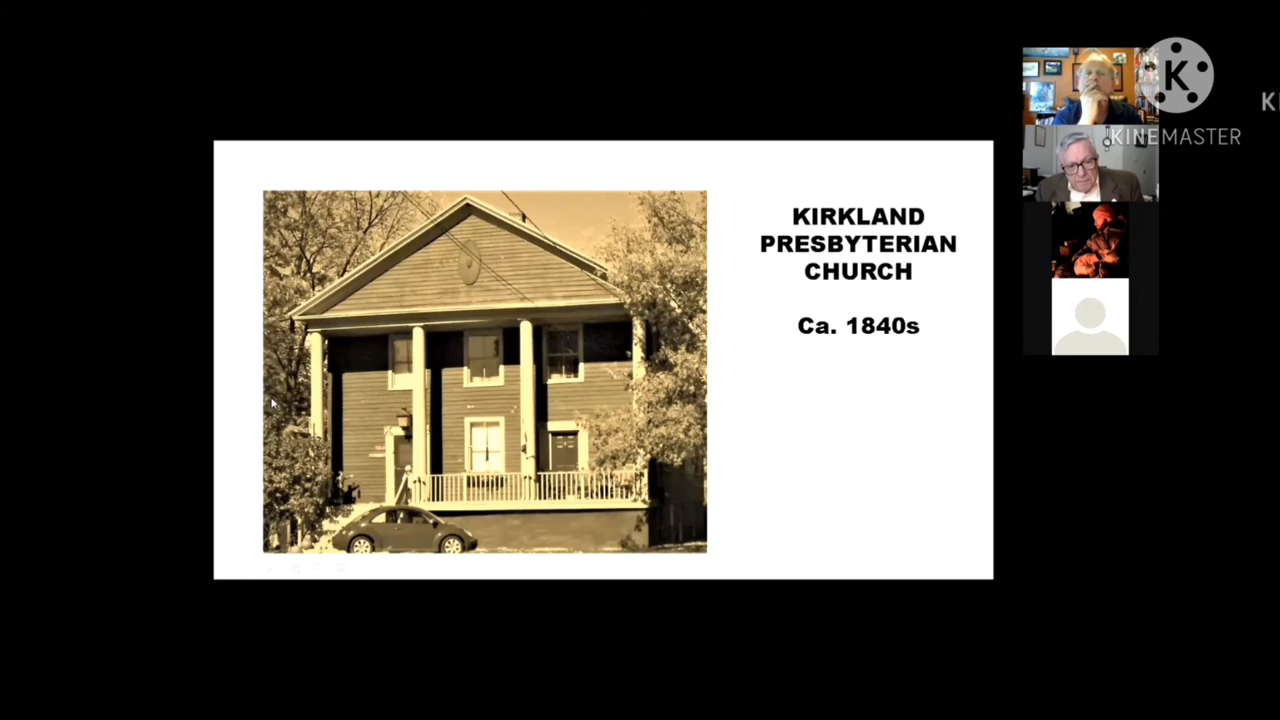 KIRKLAND
PRESBYTERIAN
CHURCH
Ca. 1840s
K
KINEMASTER
K